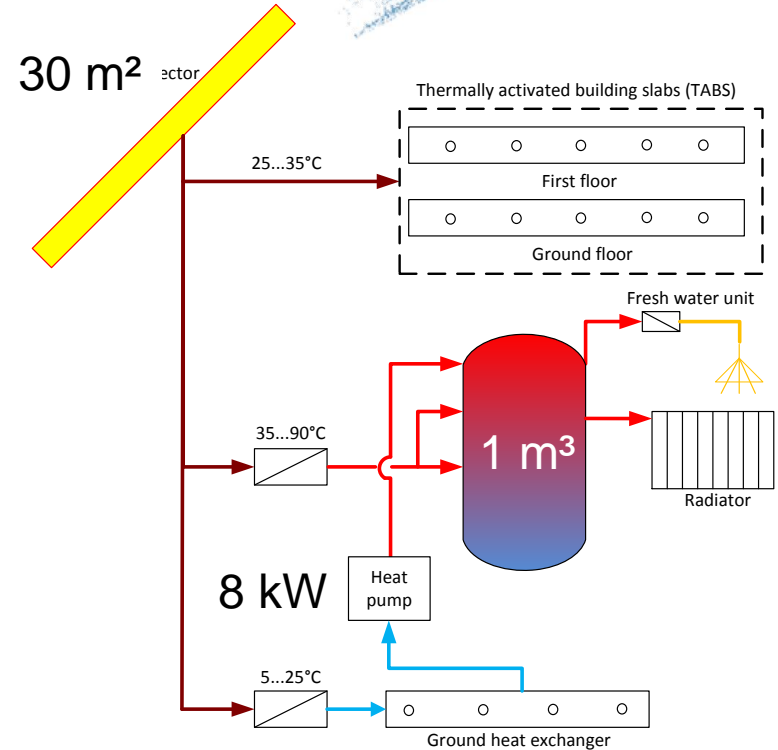 30 m²
ector
Thermally activated building slabs (TABS)
25...35°C
First floor
Ground floor
Fresh water unit
35...90°C
1 m³
Radiator
8 kW
Heat
pump
5...25°C
Ground heat exchanger